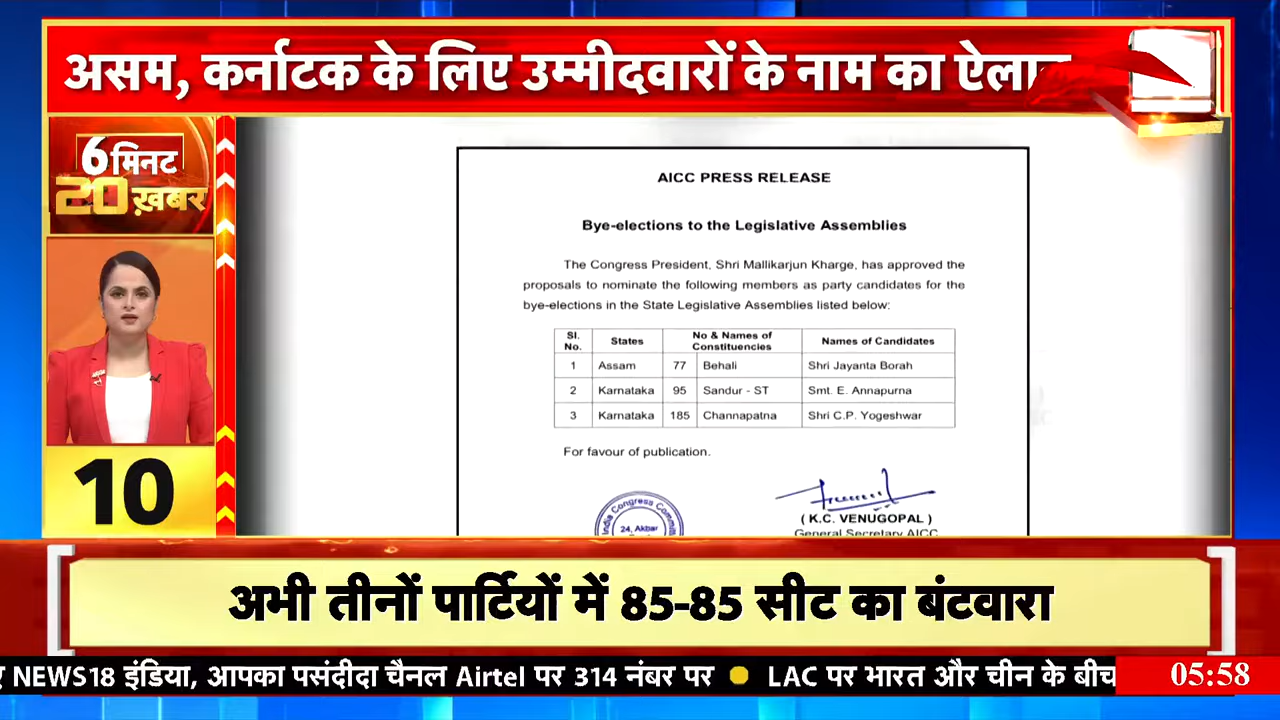 असम, कर्नाटक के लिए उम्मीदवारों के नाम का
6 मिनट
20 ख़बर
10
AICC PRESS RELEASE
Bye-elections to the Legislative Assemblies
The Congress President, Shri Mallikarjun Kharge, has approved the
proposals to nominate the following members as party candidates for the
bye-elections in the State Legislative Assemblies listed below:
Sl. No. States No & Names of Constituencies Names of Candidates
1 Assam 77 Behali Shri Jayanta Borah
2 Karnataka 95 Sandur - ST Smt. E. Annapurna
3 Karnataka 185 Channapatna Shri C.P. Yogeshwar
For favour of publication.
India Congress
24, Akbar
( K.C. VENUGOPAL )
General Secretary AICC
अभी तीनों पार्टियों में 85-85 सीट का बंटवारा
NEWS18 इंडिया, आपका पसंदीदा चैनल Airtel पर 314 नंबर पर LAC पर भारत और चीन के बीच
05:58